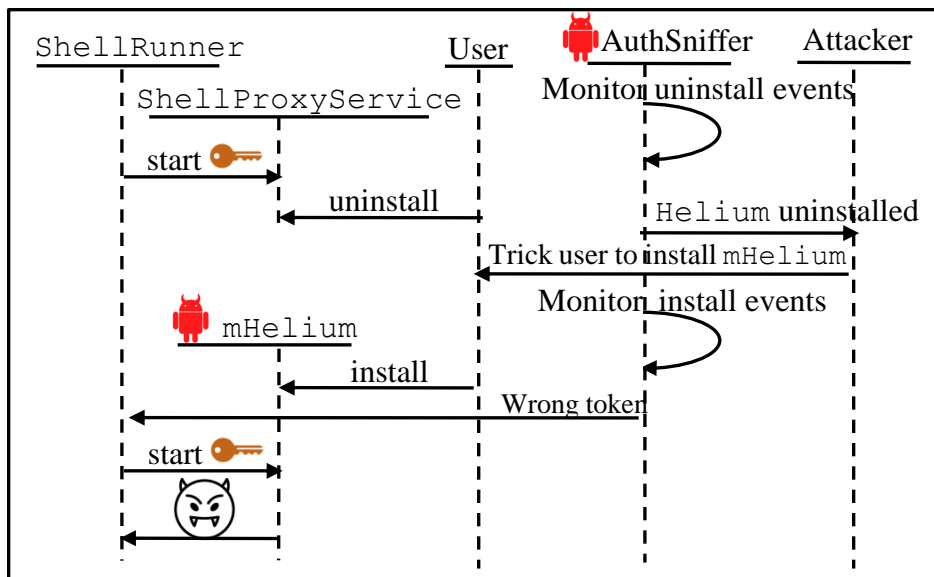 ShellRunner
User
AuthSniffer
Attacker
Monitor uninstall events
ShellProxyService
start
uninstall
Helium uninstalled
Trick user to install mHelium
Monitor install events
mHelium
install
Wrong token
start